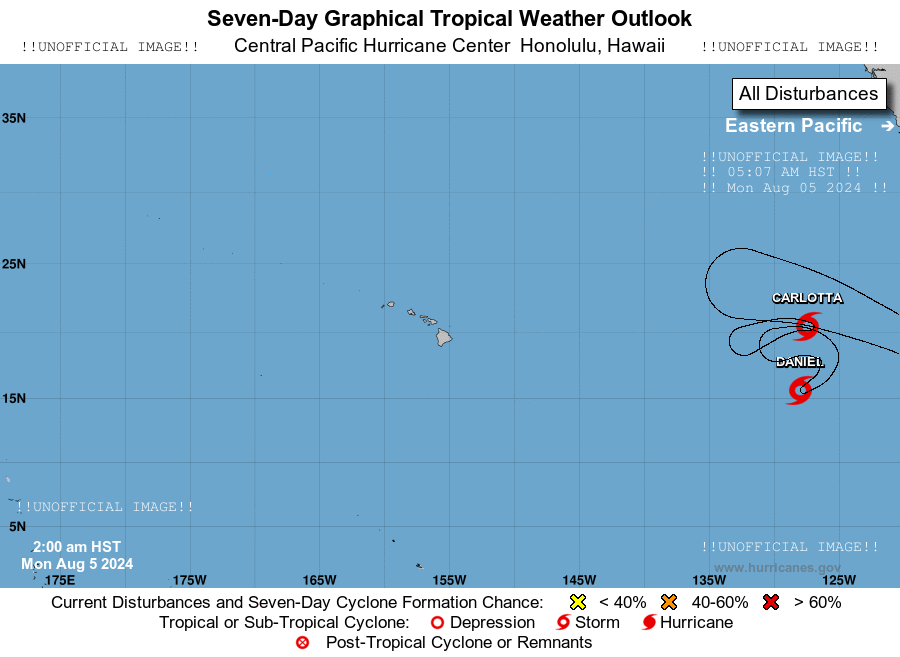 Seven-Day Graphical Tropical Weather Outlook
!!UNOFFICIAL IMAGE!! Central Pacific Hurricane Center Honolulu, Hawaii !!UNOFFICIAL IMAGE!!
All Disturbances
35N
Eastern Pacific ➔
!!UNOFFICIAL IMAGE!!
!! 05:07 AM HST !!
!! Mon Aug 05 2024 !!
25N
CARLOTTA
DANIEL
15N
!!UNOFFICIAL IMAGE!!
5N
2:00 am HST
Mon Aug 5 2024
!!UNOFFICIAL IMAGE!!
www.hurricanes.gov
175E 175W 165W 155W 145W 135W 125W
Current Disturbances and Seven-Day Cyclone Formation Chance: < 40% 40-60% > 60%
Tropical or Sub-Tropical Cyclone: Depression Storm Hurricane
Post-Tropical Cyclone or Remnants